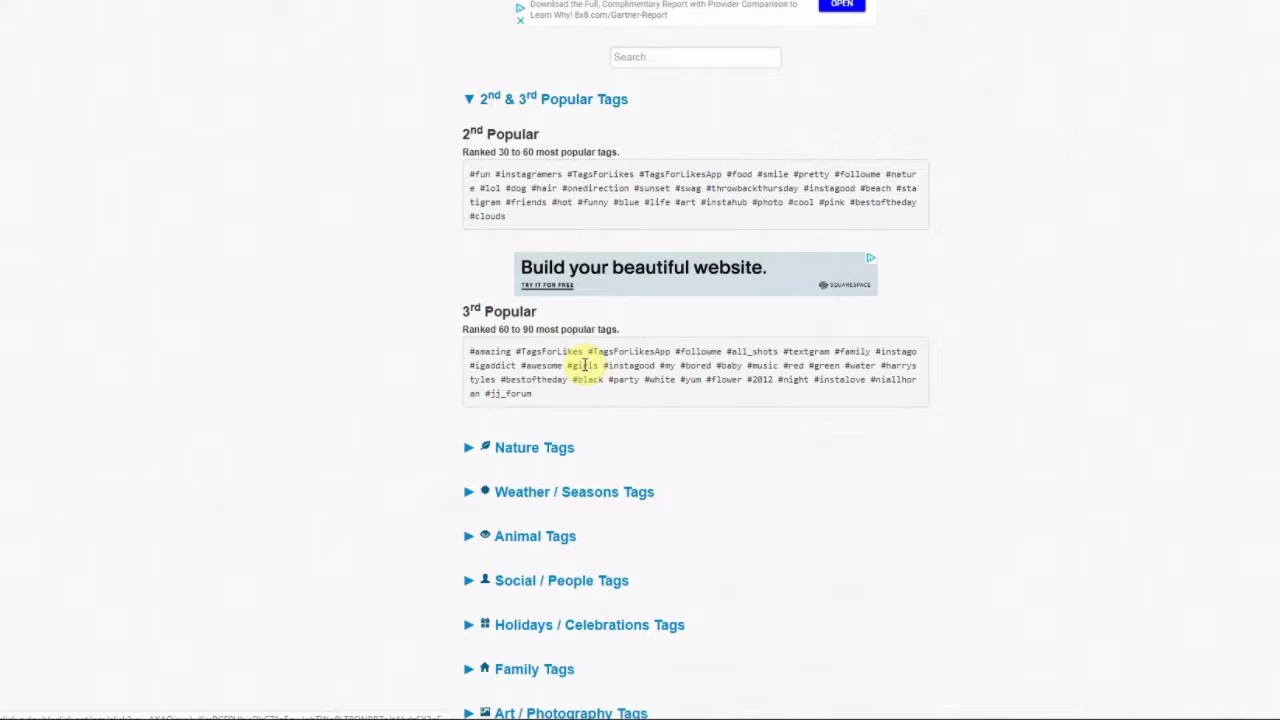 Download the Full, Complimentary Report with Provider Comparison to
Learn Why! 8x8.com/Gartner-Report
OPEN
Search...
▼ 2nd & 3rd Popular Tags
2nd Popular
Ranked 30 to 60 most popular tags.
#fun #instagramers #TagsForLikes #TagsForLikesApp #food #smile #pretty #followme #natur
e #lol #dog #hair #onedirection #sunset #swag #throwbackthursday #instagood #beach #sta
tigram #friends #hot #funny #blue #life #art #instahub #photo #cool #pink #bestoftheday
#clouds
Build your beautiful website.
TRY IT FOR FREE
SQUARESPACE
3rd Popular
Ranked 60 to 90 most popular tags.
#amazing #TagsForLikes #TagsForLikesApp #followme #all_shots #textgram #family #instago
#igaddict #awesome #girls #instagood #my #bored #baby #music #red #green #water #harrys
tyles #bestoftheday #black #party #white #yum #flower #2012 #night #instalove #niallhor
an #jj_forum
▶ Nature Tags
▶ Weather / Seasons Tags
▶ Animal Tags
▶ Social / People Tags
▶ Holidays / Celebrations Tags
▶ Family Tags
▶ Art / Photography Tags